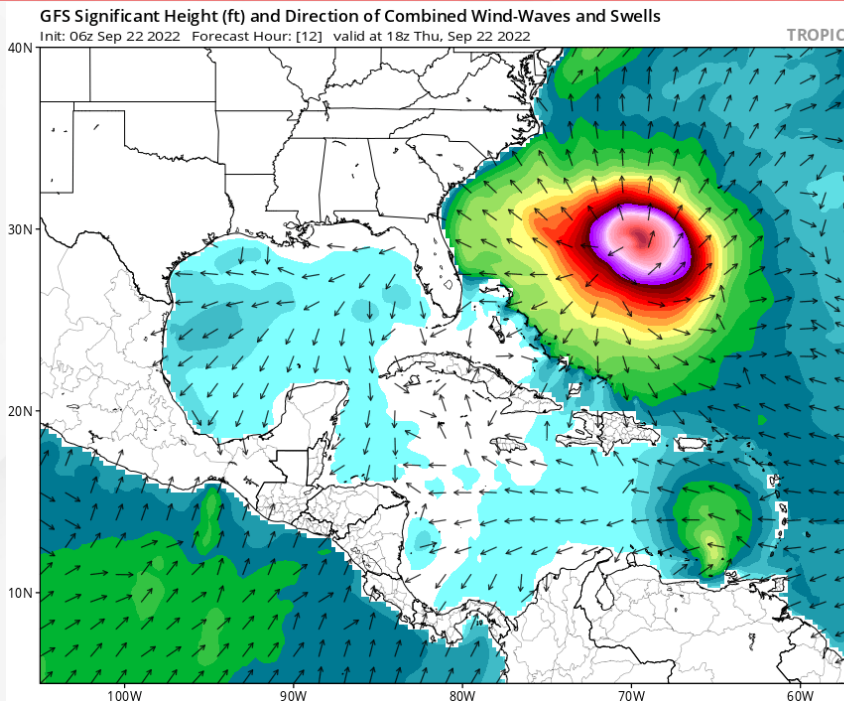 GFS Significant Height (ft) and Direction of Combined Wind-Waves and Swells
Init: 06z Sep 22 2022 Forecast Hour: [12] valid at 18z Thu, Sep 22 2022 TROPIC
40N
30N
20N
10N
100W 90W 80W 70W 60W